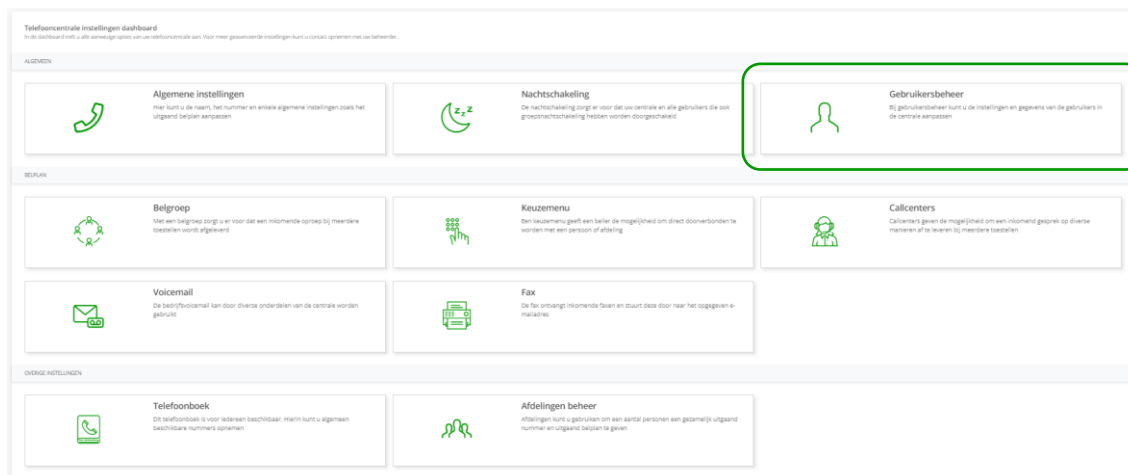 Telefooncentrale instellingen dashboard
In dit dashboard treft u alle aanwezige opties van uw telefooncentrale aan. Voor meer geavanceerde instellingen kunt u contact opnemen met uw beheerder.
ALGEMEEN
Algemene instellingen
Hier kunt u de naam, het nummer en enkele algemene instellingen zoals het
uitgaand belplan aanpassen
Nachtschakeling
De nachtschakeling zorgt er voor dat uw centrale en alle gebruikers die ook
groepsnachtschakeling hebben worden doorgeschakeld
Gebruikersbeheer
Bij gebruikersbeheer kunt u de instellingen en gegevens van de gebruikers in
de centrale aanpassen
BELPLAN
Belgroep
Met een belgroep zorgt u er voor dat een inkomende oproep bij meerdere
toestellen wordt afgeleverd
Keuzemenu
Een keuzemenu geeft een beller de mogelijkheid om direct doorverbonden te
worden met een persoon of afdeling
Callcenters
Callcenters geven de mogelijkheid om een inkomend gesprek op diverse
manieren af te leveren bij meerdere toestellen
Voicemail
De bedrijfsvoicemail kan door diverse onderdelen van de centrale worden
gebruikt
Fax
De fax ontvangt inkomende faxen en stuurt deze door naar het opgegeven e-
mailadres
OVERIGE INSTELLINGEN
Telefoonboek
Dit telefoonboek is voor iedereen beschikbaar. Hierin kunt u algemeen
beschikbare nummers opnemen
Afdelingen beheer
Afdelingen kunt u gebruiken om een aantal personen een gezamelijk uitgaand
nummer en uitgaand belplan te geven